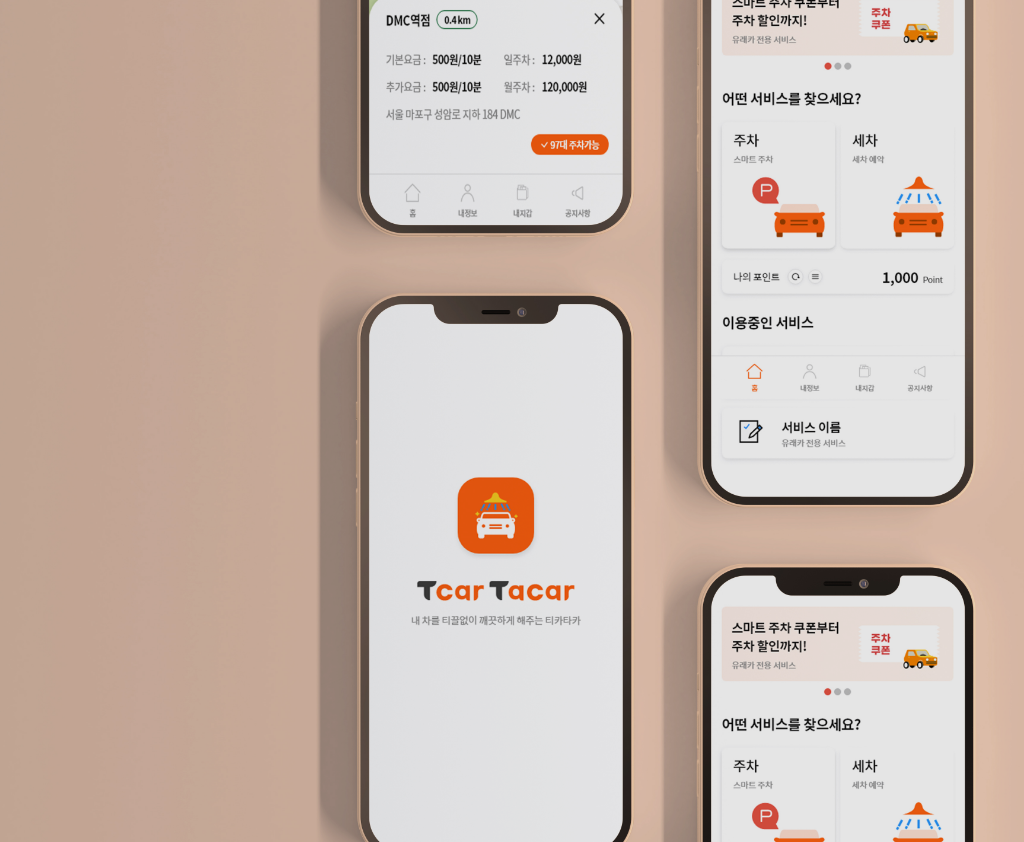 DMC역점 0.4km
기본요금 : 500원/10분 일주차 : 12,000원
추가요금 : 500원/10분 월주차 : 120,000원
서울 마포구 성암로 지하 184 DMC
97대 주차가능
홈 내정보 내지갑 공지사항
Tcar Tacar
내 차를 티끌없이 깨끗하게 해주는 티카타카
스마트 주차 쿠폰부터
주차 할인까지!
유래카 전용 서비스
주차
쿠폰
어떤 서비스를 찾으세요?
주차
스마트 주차
세차
세차 예약
P
나의 포인트 1,000 Point
이용중인 서비스
홈 내정보 내지갑 공지사항
서비스 이름
유래카 전용 서비스
스마트 주차 쿠폰부터
주차 할인까지!
유래카 전용 서비스
주차
쿠폰
어떤 서비스를 찾으세요?
주차
스마트 주차
세차
세차 예약
P